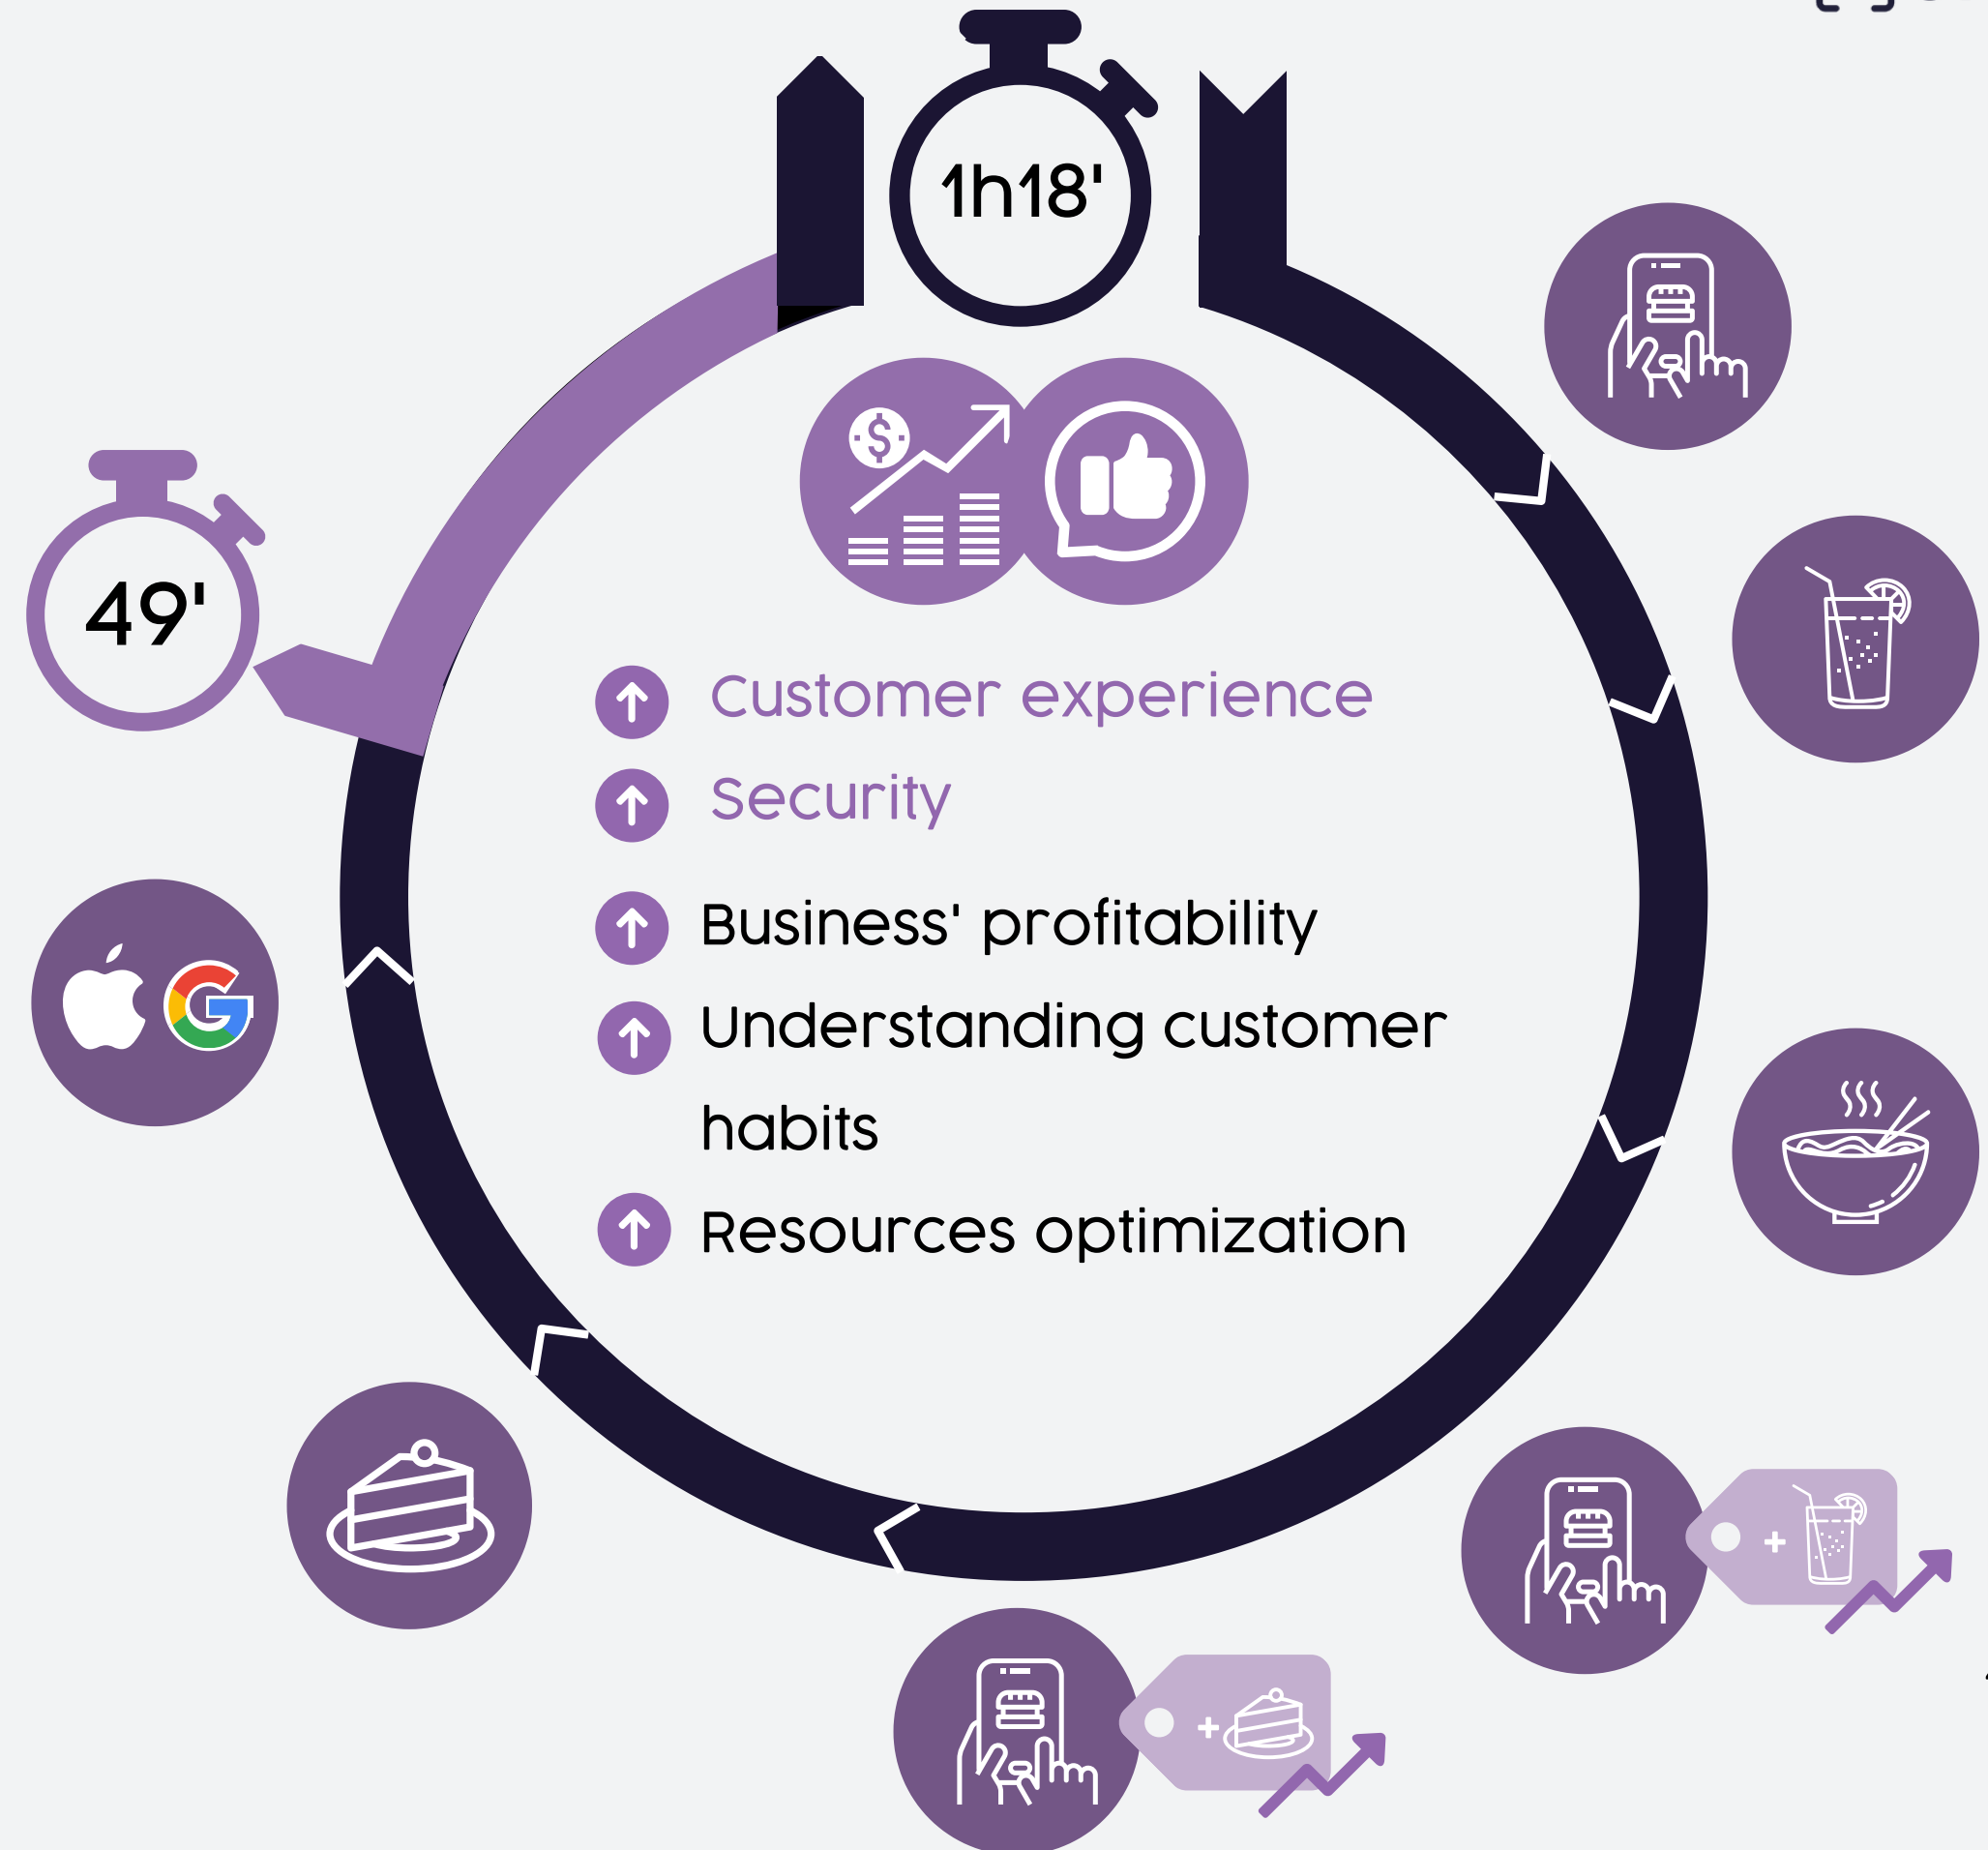 1h18'
49'
Customer experience
Security
Business' profitability
Understanding customer
habits
Resources optimization